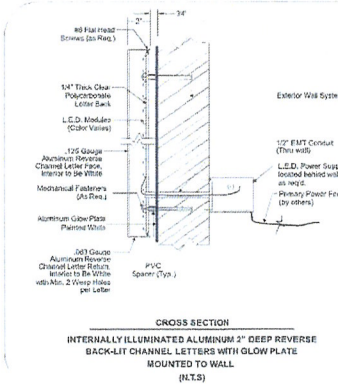 2"
3/4"
#6 Flat Head
Screws (as Req.)
1/4" Thick Clear
Polycarbonate
Letter Back
L.E.D. Modules
(Color Varies)
.125 Gauge
Aluminum Reverse
Channel Letter Face,
Interior to Be White
Mechanical Fasteners
(As Req.)
Aluminum Glow Plate
Painted White
.063 Gauge
Aluminum Reverse
Channel Letter Return,
Interior to Be White
with Min. 2 Weep Holes
per Letter
PVC
Spacer (Typ.)
Exterior Wall Syste
1/2" EMT Conduit
(Thru wall)
L.E.D. Power Supp
located behind wal
as req'd.
Primary Power Fee
(by others)
CROSS SECTION
INTERNALLY ILLUMINATED ALUMINUM 2" DEEP REVERSE
BACK-LIT CHANNEL LETTERS WITH GLOW PLATE
MOUNTED TO WALL
(N.T.S)